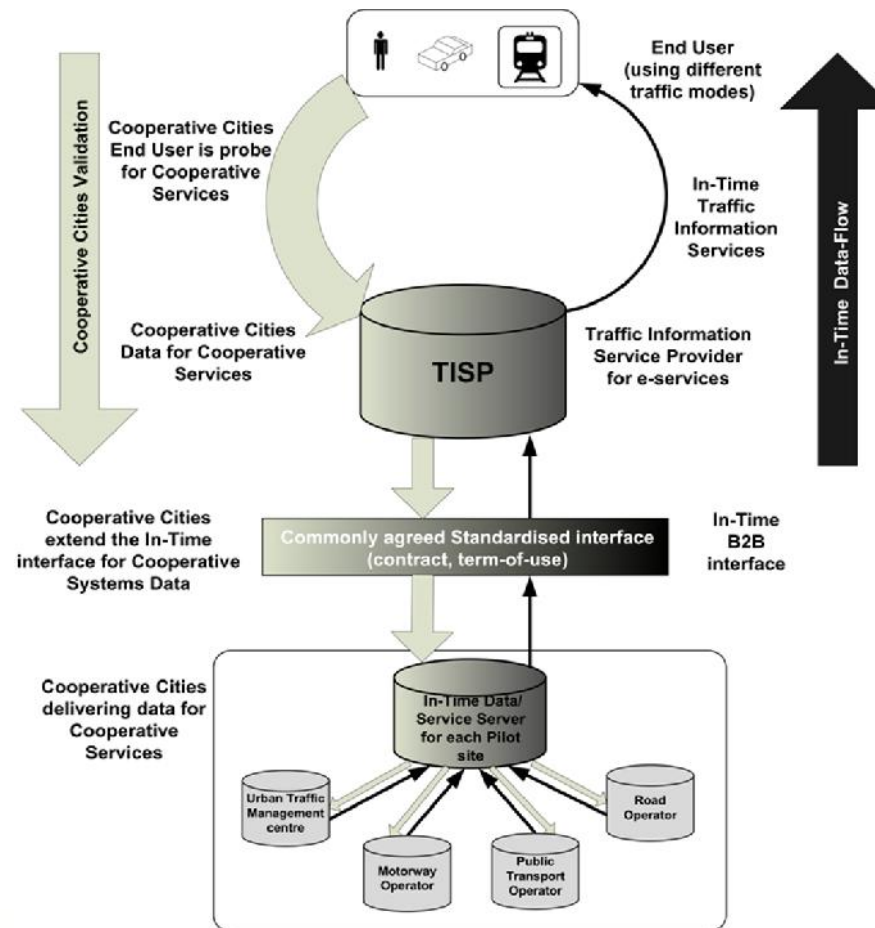 End User
(using different
traffic modes)
Cooperative Cities Validation
Cooperative Cities
End User is probe
for Cooperative
Services
In-Time
Traffic
Information
Services
In-Time Data-Flow
Cooperative Cities
Data for Cooperative
Services
TISP
Traffic Information
Service Provider
for e-services
Cooperative Cities
extend the In-Time
interface for Cooperative
Systems Data
Commonly agreed Standardised interface
(contract, term-of-use)
In-Time
B2B
interface
Cooperative Cities
delivering data for
Cooperative
Services
In-Time Data/
Service Server
for each Pilot
site
Urban Traffic
Management
centre
Motorway
Operator
Public
Transport
Operator
Road
Operator